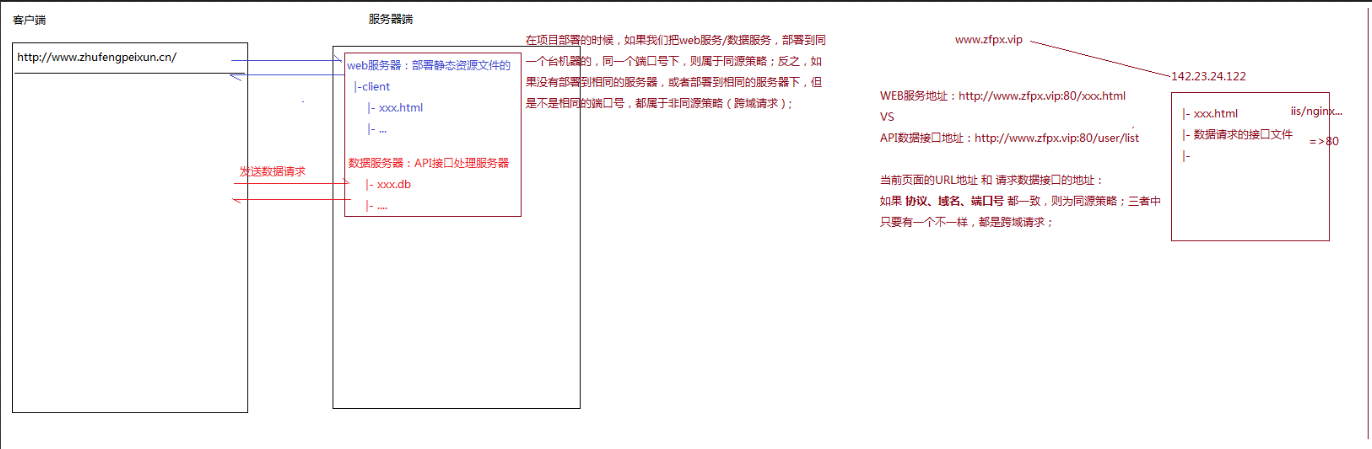 客户端
服务器端
http://www.zhufengpeixun.cn/
web服务器：部署静态资源文件的
|-client
|- xxx.html
|- ...
发送数据请求
数据服务器：API接口处理服务器
|- xxx.db
|- ....
在项目部署的时候，如果我们把web服务/数据服务，部署到同
一个台机器的，同一个端口号下，则属于同源策略；反之，如
果没有部署到相同的服务器，或者部署到相同的服务器下，但
是不是相同的端口号，都属于非同源策略（跨域请求）；
www.zfpx.vip
142.23.24.122
WEB服务地址：http://www.zfpx.vip:80/xxx.html
VS
API数据接口地址：http://www.zfpx.vip:80/user/list
当前页面的URL地址 和 请求数据接口的地址：
如果 协议、域名、端口号 都一致，则为同源策略；三者中
只要有一个不一样，都是跨域请求；
|- xxx.html
|- 数据请求的接口文件
|-
iis/nginx...
=>80